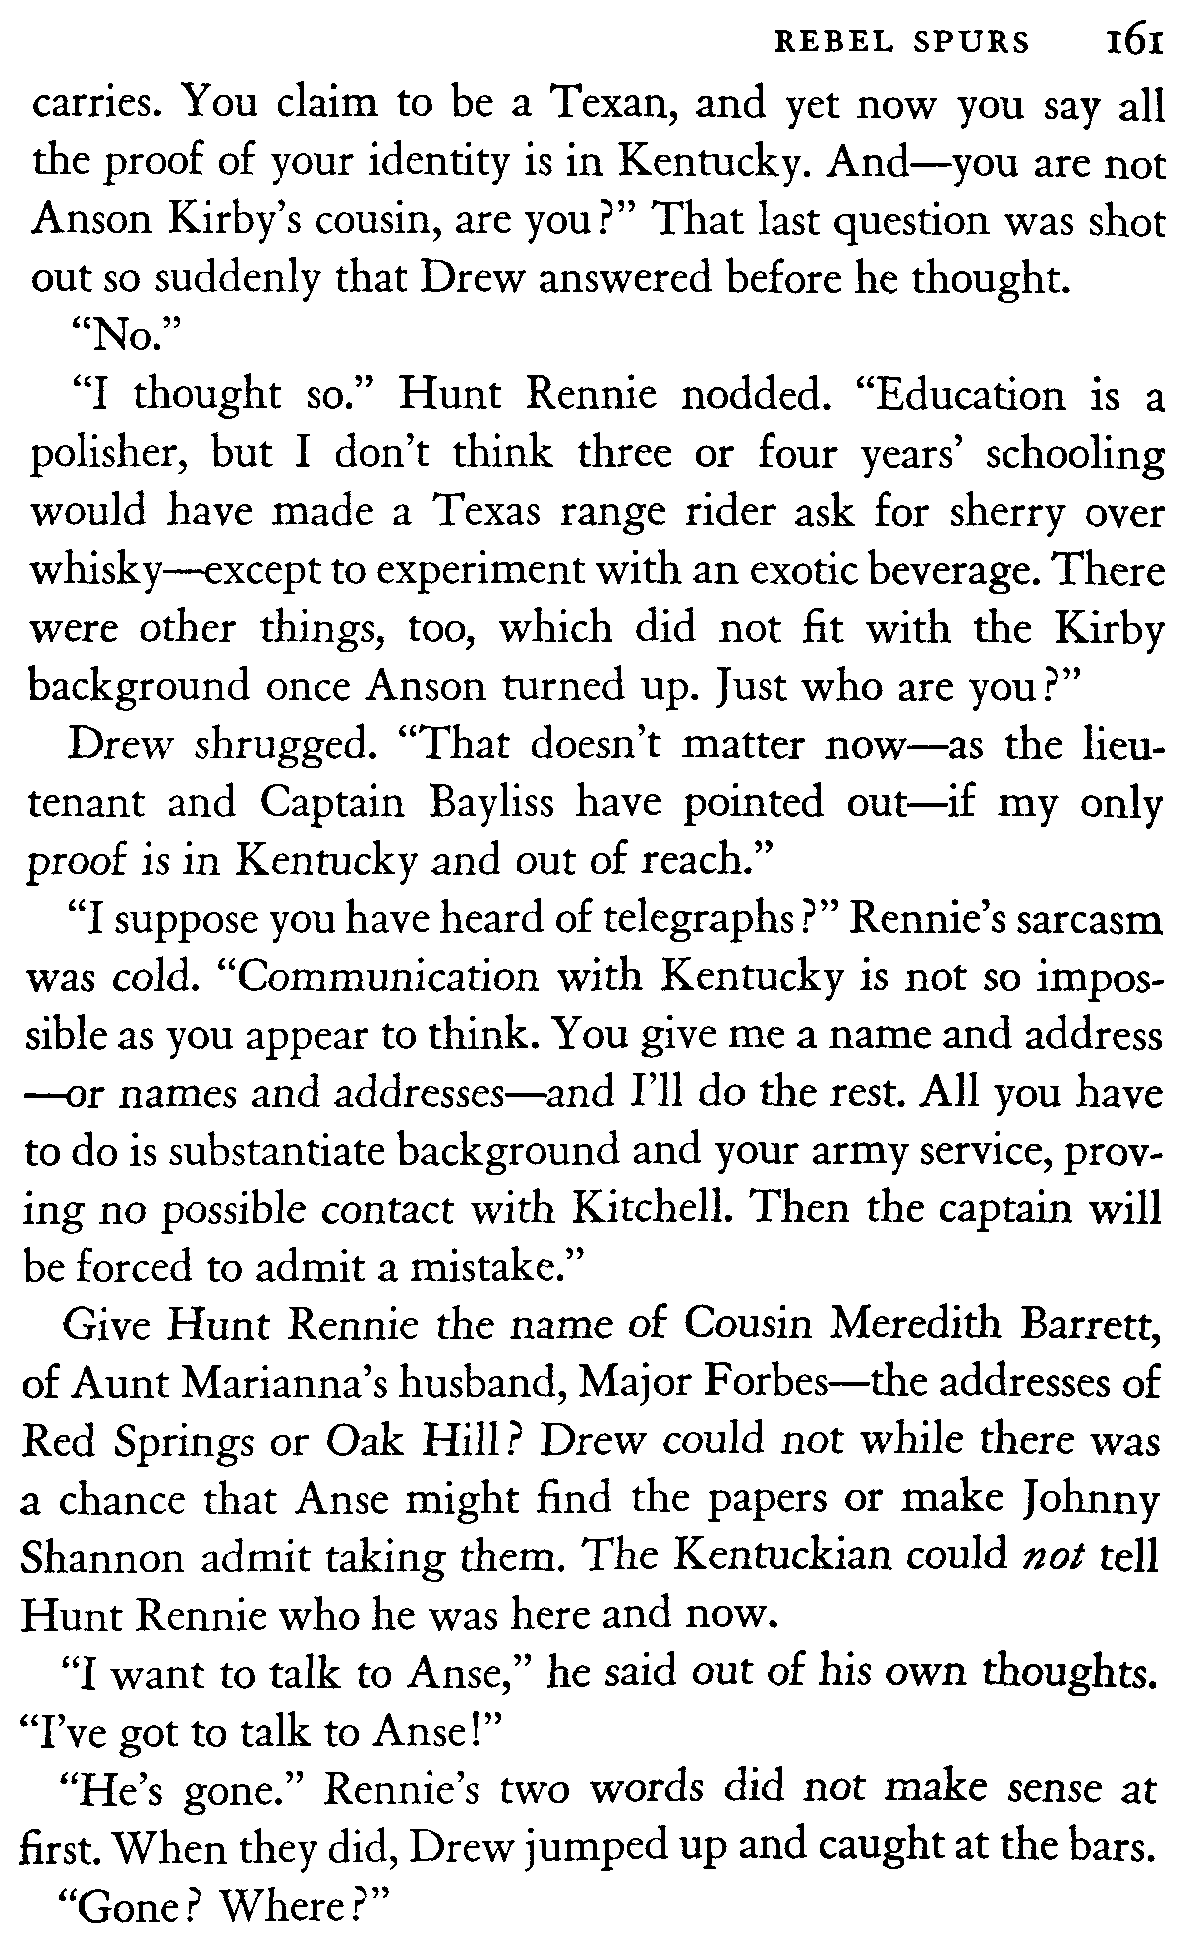 REBEL SPURS 161
carries. You claim to be a Texan, and yet now you say all
the proof of your identity is in Kentucky. And—you are not
Anson Kirby's cousin, are you?" That last question was shot
out so suddenly that Drew answered before he thought.
"No."
"I thought so." Hunt Rennie nodded. "Education is a
polisher, but I don't think three or four years' schooling
would have made a Texas range rider ask for sherry over
whisky—except to experiment with an exotic beverage. There
were other things, too, which did not fit with the Kirby
background once Anson turned up. Just who are you?"
Drew shrugged. "That doesn't matter now—as the lieu-
tenant and Captain Bayliss have pointed out—if my only
proof is in Kentucky and out of reach."
"I suppose you have heard of telegraphs?" Rennie's sarcasm
was cold. "Communication with Kentucky is not so impos-
sible as you appear to think. You give me a name and address
—or names and addresses—and I'll do the rest. All you have
to do is substantiate background and your army service, prov-
ing no possible contact with Kitchell. Then the captain will
be forced to admit a mistake."
Give Hunt Rennie the name of Cousin Meredith Barrett,
of Aunt Marianna's husband, Major Forbes—the addresses of
Red Springs or Oak Hill? Drew could not while there was
a chance that Anse might find the papers or make Johnny
Shannon admit taking them. The Kentuckian could not tell
Hunt Rennie who he was here and now.
"I want to talk to Anse," he said out of his own thoughts.
"I've got to talk to Anse!"
"He's gone." Rennie's two words did not make sense at
first. When they did, Drew jumped up and caught at the bars.
"Gone? Where?"